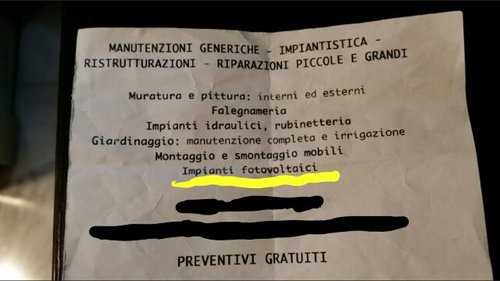 MANUTENZIONI GENERICHE - IMPIANTISTICA -
RISTRUTTURAZIONI - RIPARAZIONI PICCOLE E GRANDI
Muratura e pittura: interni ed esterni
Falegnameria
Impianti idraulici, rubinetteria
Giardinaggio: manutenzione completa e irrigazione
Montaggio e smontaggio mobili
Impianti fotovoltaici
PREVENTIVI GRATUITI